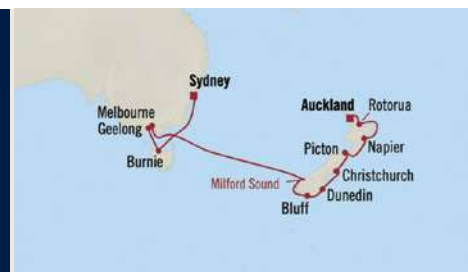 Sydney
Melbourne
Geelong
Burnie
Auckland
Rotorua
Picton
Napier
Milford Sound
Christchurch
Dunedin
Bluff